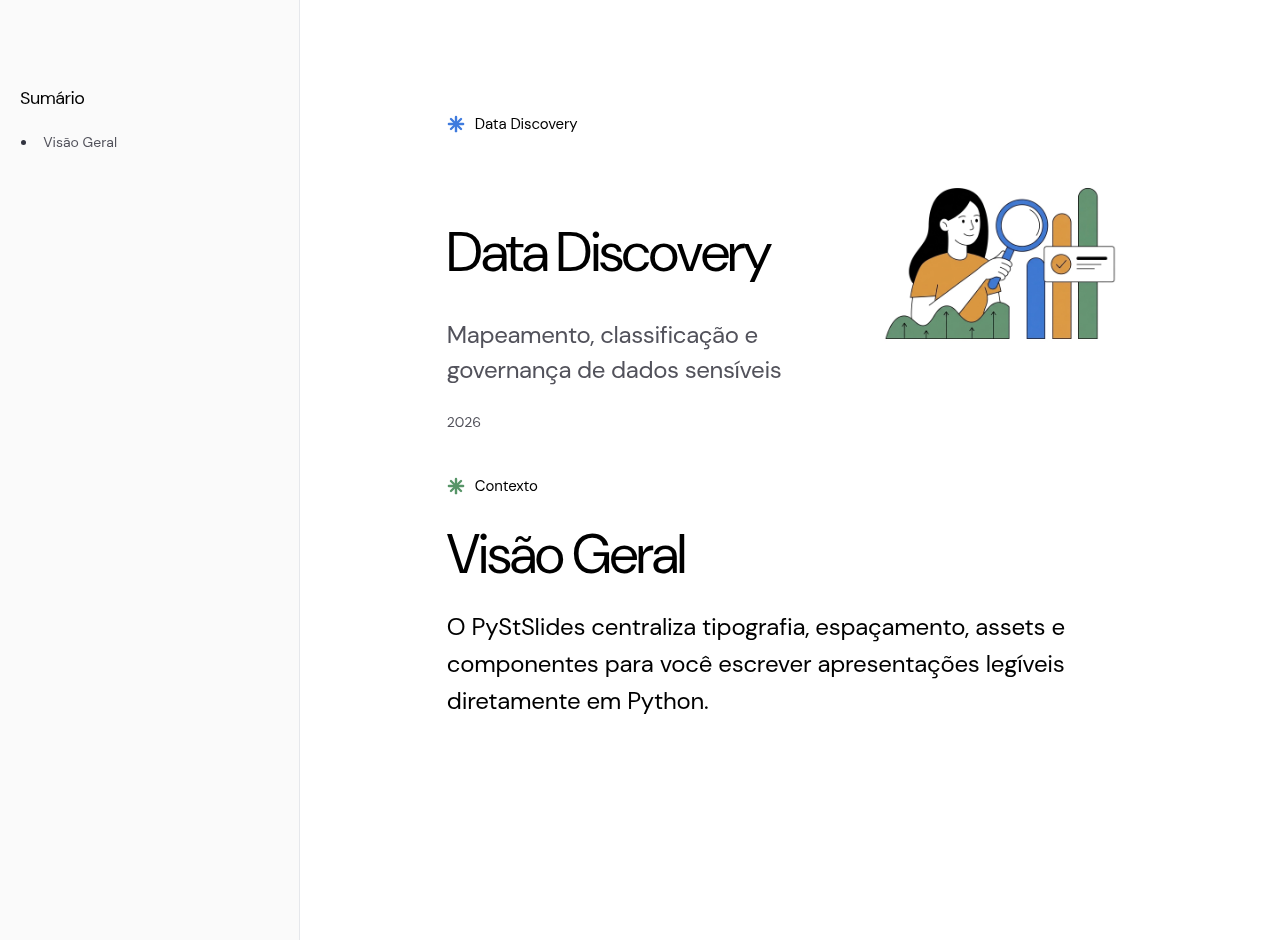 Sumário
Visão Geral
Data Discovery
Data Discovery
Mapeamento, classificação e
governança de dados sensíveis
2026
Contexto
Visão Geral
O PyStSlides centraliza tipografia, espaçamento, assets e
componentes para você escrever apresentações legíveis
diretamente em Python.